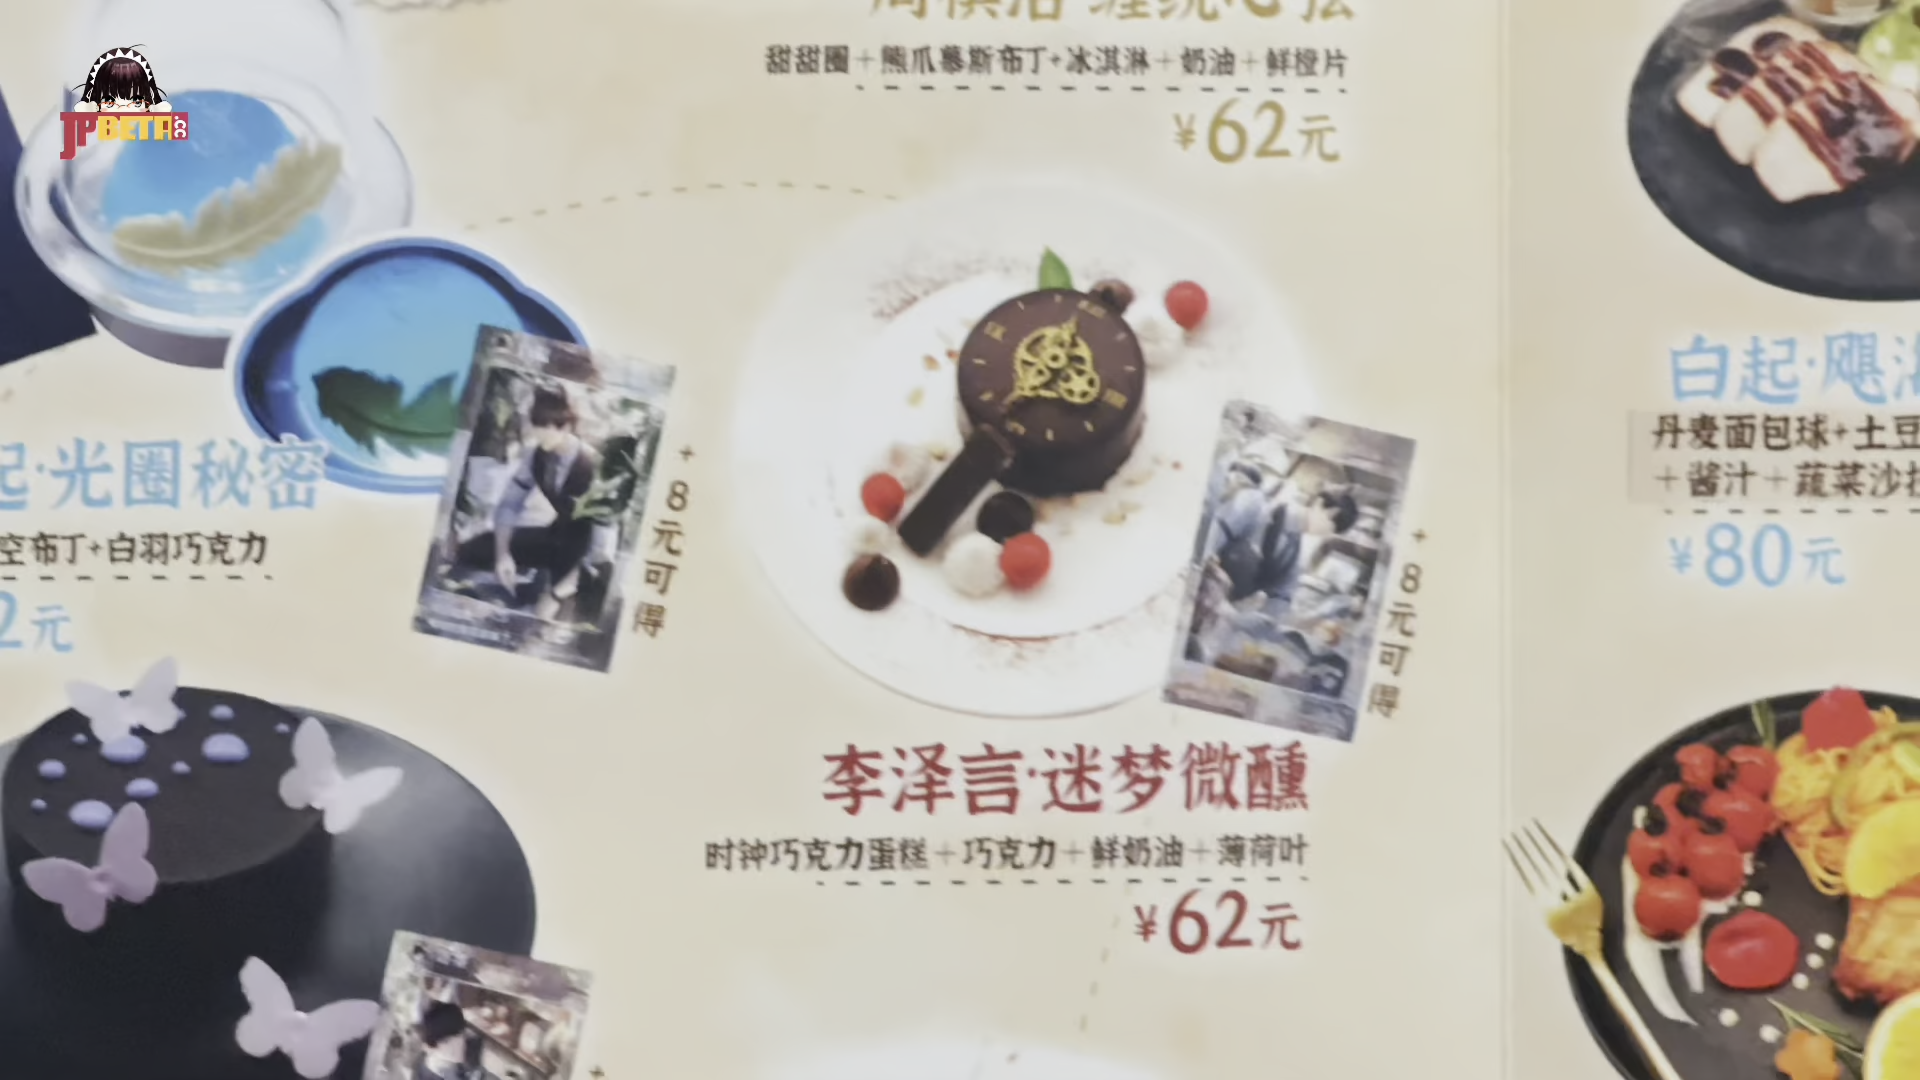 JPBETA.CC
甜甜圈+熊爪慕斯布丁+冰淇淋+奶油+鲜橙片
¥62元
起·光圈秘密
空布丁+白羽巧克力
2元
+8元可得
+8元可得
李泽言·迷梦微醺
时钟巧克力蛋糕+巧克力+鲜奶油+薄荷叶
¥62元
白起·飓
丹麦面包球+土豆
+酱汁+蔬菜沙拉
¥80元